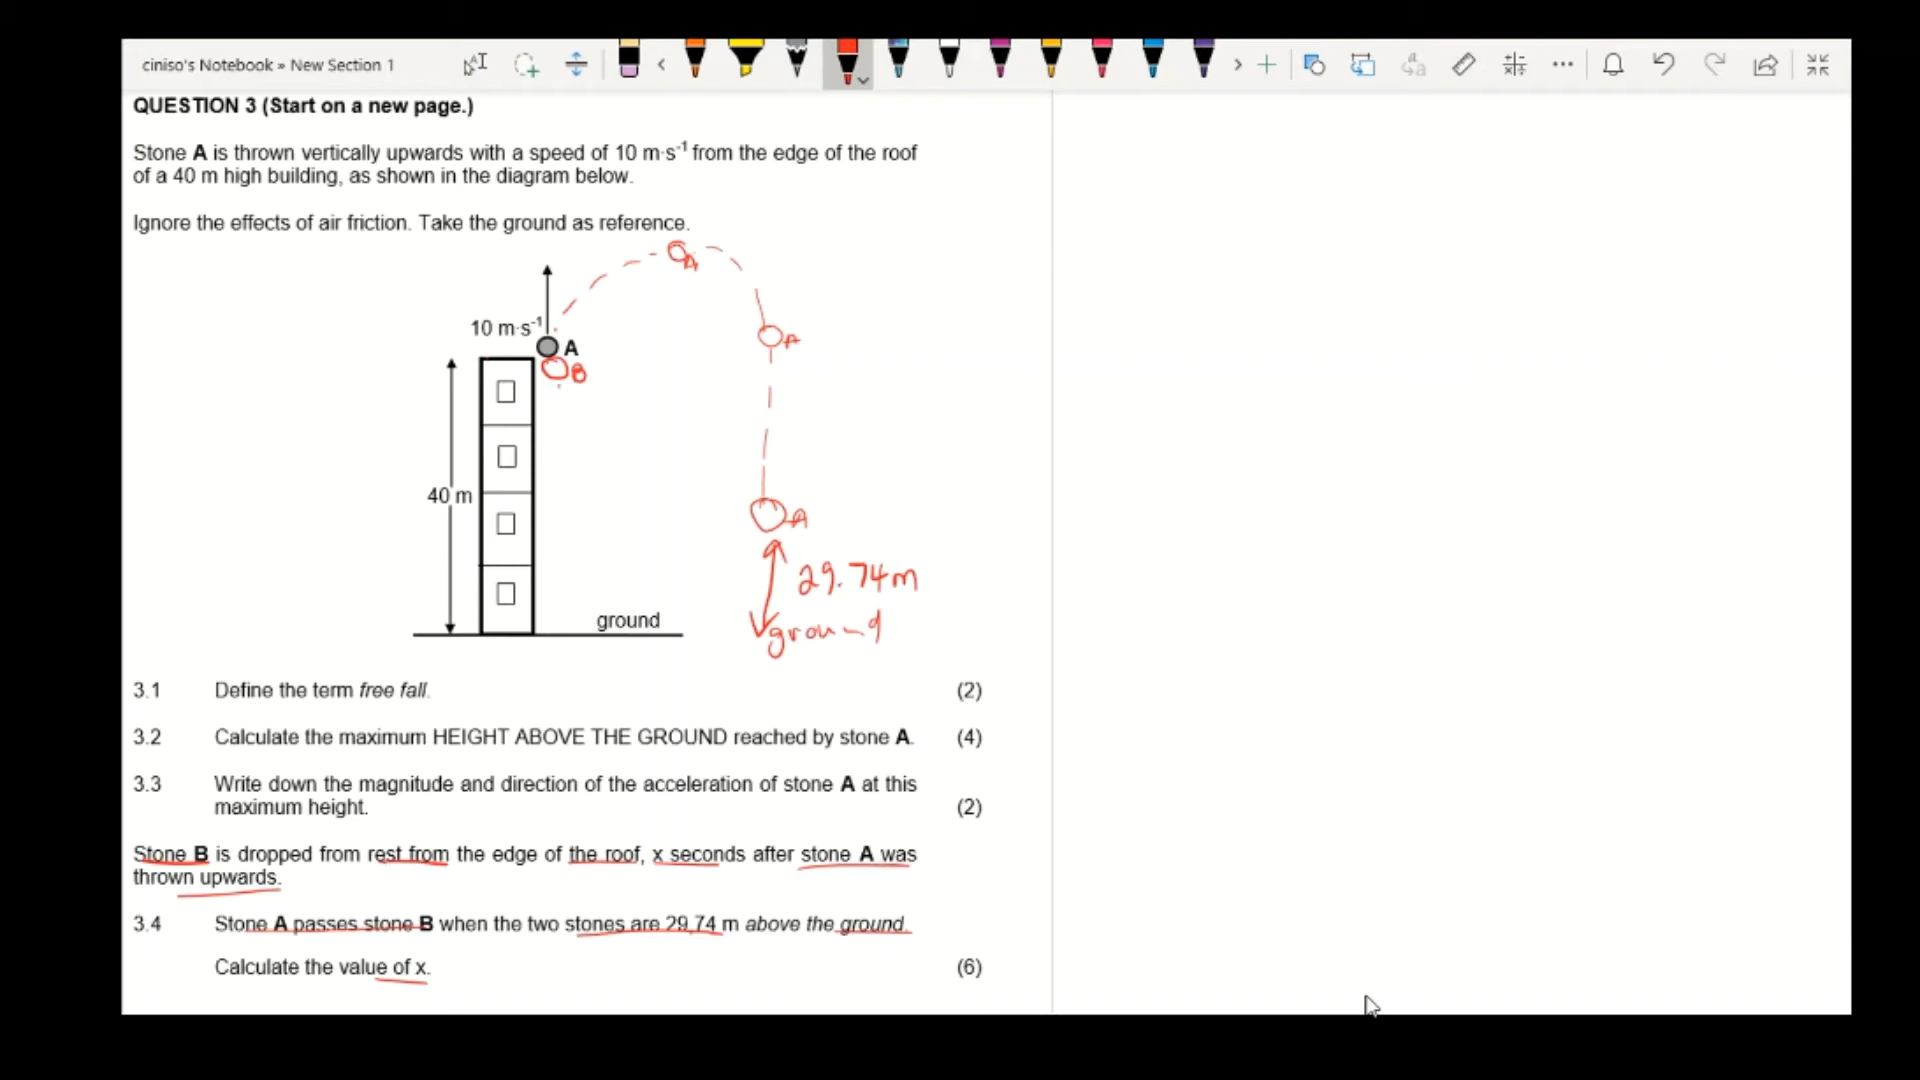 ciniso's Notebook » New Section 1
QUESTION 3 (Start on a new page.)
Stone A is thrown vertically upwards with a speed of 10 m·s⁻¹ from the edge of the roof
of a 40 m high building, as shown in the diagram below.
Ignore the effects of air friction. Take the ground as reference.
A
10 m·s⁻¹
A
A
B
40 m
A
29.74m
ground
ground
3.1 Define the term free fall. (2)
3.2 Calculate the maximum HEIGHT ABOVE THE GROUND reached by stone A. (4)
3.3 Write down the magnitude and direction of the acceleration of stone A at this
maximum height. (2)
Stone B is dropped from rest from the edge of the roof, x seconds after stone A was
thrown upwards.
3.4 Stone A passes stone B when the two stones are 29,74 m above the ground.
Calculate the value of x. (6)